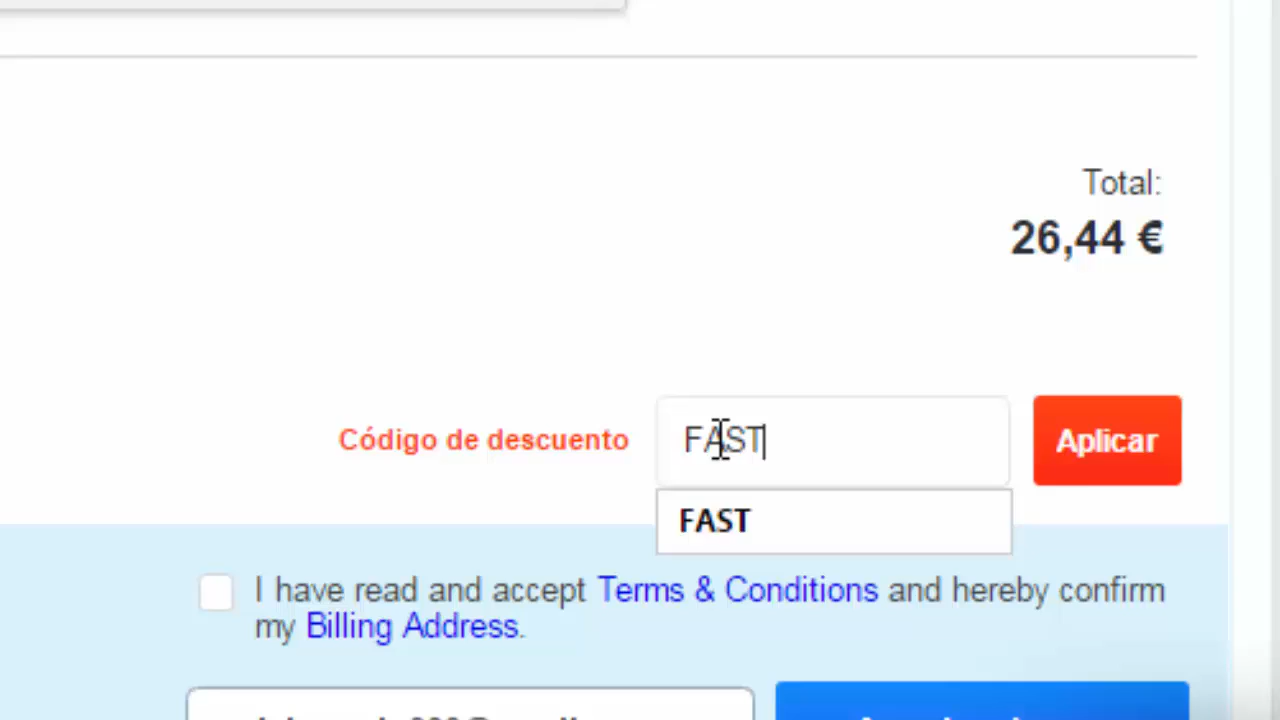 Total:
26,44 €
Código de descuento
FAST
Aplicar
FAST
I have read and accept Terms & Conditions and hereby confirm
my Billing Address.